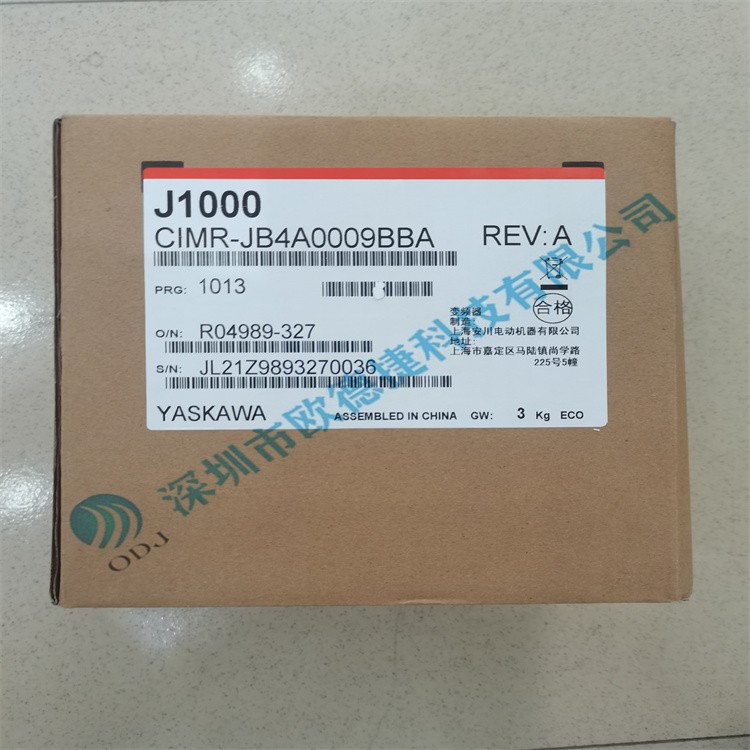 J1000
CIMR-JB4A0009BBA
REV: A
PRG: 1013
合格
变频器
制造:
上海安川电动机器有限公司
地址:
上海市嘉定区马陆镇尚学路
225号5幢
O/N: R04989-327
S/N: JL21Z9893270036
YASKAWA ASSEMBLED IN CHINA GW: 3 Kg ECO
深圳市欧德捷科技有限公司
ODJ